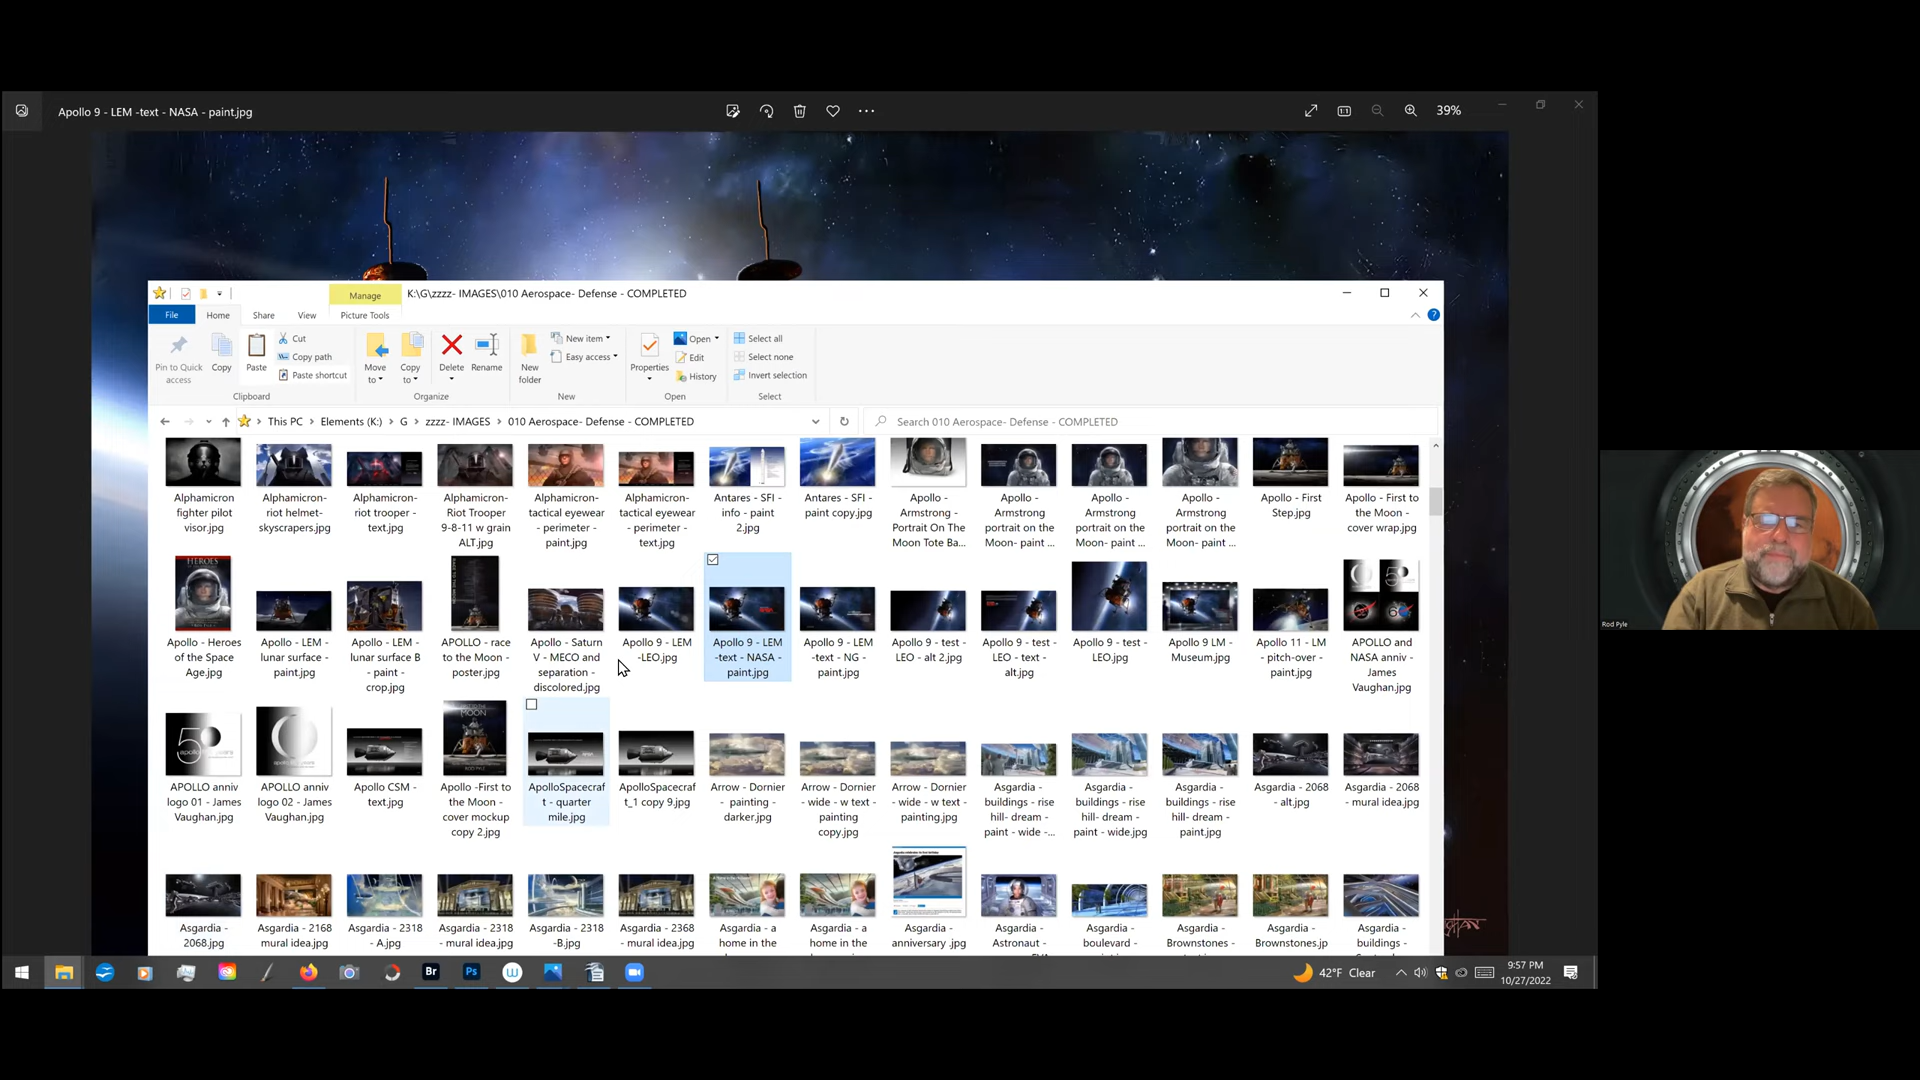 Apollo 9 - LEM -text - NASA - paint.jpg
39%
Manage
K:\G\zzzz- IMAGES\010 Aerospace- Defense - COMPLETED
File
Home
Share
View
Picture Tools
Pin to Quick
access
Copy
Paste
Cut
Copy path
Paste shortcut
Clipboard
Move
to
Copy
to
Delete
Rename
Organize
New
folder
New item
Easy access
New
Properties
Open
Edit
History
Open
Select all
Select none
Invert selection
Select
This PC
Elements (K:)
G
zzzz- IMAGES
010 Aerospace- Defense - COMPLETED
Search 010 Aerospace- Defense - COMPLETED
Alphamicron
fighter pilot
visor.jpg
Alphamicron-
riot helmet-
skyscrapers.jpg
Alphamicron-
riot trooper -
text.jpg
Alphamicron-
Riot Trooper
9-8-11 w grain
ALT.jpg
Alphamicron-
tactical eyewear
- perimeter -
paint.jpg
Alphamicron-
tactical eyewear
- perimeter -
text.jpg
Antares - SFI -
info - paint
2.jpg
Antares - SFI -
paint copy.jpg
Apollo -
Armstrong -
Portrait On The
Moon Tote Ba...
Apollo -
Armstrong
portrait on the
Moon- paint ...
Apollo -
Armstrong
portrait on the
Moon- paint ...
Apollo -
Armstrong
portrait on the
Moon- paint ...
Apollo - First
Step.jpg
Apollo - First to
the Moon -
cover wrap.jpg
HEROES
Apollo - Heroes
of the Space
Age.jpg
Apollo - LEM -
lunar surface -
paint.jpg
Apollo - LEM -
lunar surface B
- paint -
crop.jpg
APOLLO - race
to the Moon -
poster.jpg
Apollo - Saturn
V - MECO and
separation -
discolored.jpg
Apollo 9 - LEM
-LEO.jpg
Apollo 9 - LEM
-text - NASA -
paint.jpg
Apollo 9 - LEM
-text - NG -
paint.jpg
Apollo 9 - test -
LEO - alt 2.jpg
Apollo 9 - test -
LEO - text -
alt.jpg
Apollo 9 - test -
LEO.jpg
Apollo 9 LM -
Museum.jpg
Apollo 11 - LM
- pitch-over -
paint.jpg
APOLLO and
NASA anniv -
James
Vaughan.jpg
APOLLO anniv
logo 01 - James
Vaughan.jpg
APOLLO anniv
logo 02 - James
Vaughan.jpg
Apollo CSM -
text.jpg
MOON
Apollo -First to
the Moon -
cover mockup
copy 2.jpg
ApolloSpacecraf
t - quarter
mile.jpg
ApolloSpacecraf
t_1 copy 9.jpg
Arrow - Dornier
- painting -
darker.jpg
Arrow - Dornier
- wide - w text -
painting
copy.jpg
Arrow - Dornier
- wide - w text -
painting.jpg
Asgardia -
buildings - rise
hill- dream -
paint - wide -...
Asgardia -
buildings - rise
hill- dream -
paint - wide.jpg
Asgardia -
buildings - rise
hill- dream -
paint.jpg
Asgardia - 2068
- alt.jpg
Asgardia - 2068
- mural idea.jpg
Asgardia -
2068.jpg
Asgardia - 2168
mural idea.jpg
Asgardia - 2318
- A.jpg
Asgardia - 2318
- mural idea.jpg
Asgardia - 2318
-B.jpg
Asgardia - 2368
- mural idea.jpg
Asgardia - a
home in the
Asgardia - a
home in the
Asgardia -
anniversary .jpg
Asgardia -
Astronaut -
Asgardia -
boulevard -
Asgardia -
Brownstones -
Asgardia -
Brownstones.jp
Asgardia -
buildings -
Br
Ps
42°F Clear
9:57 PM
10/27/2022
Rod Pyle